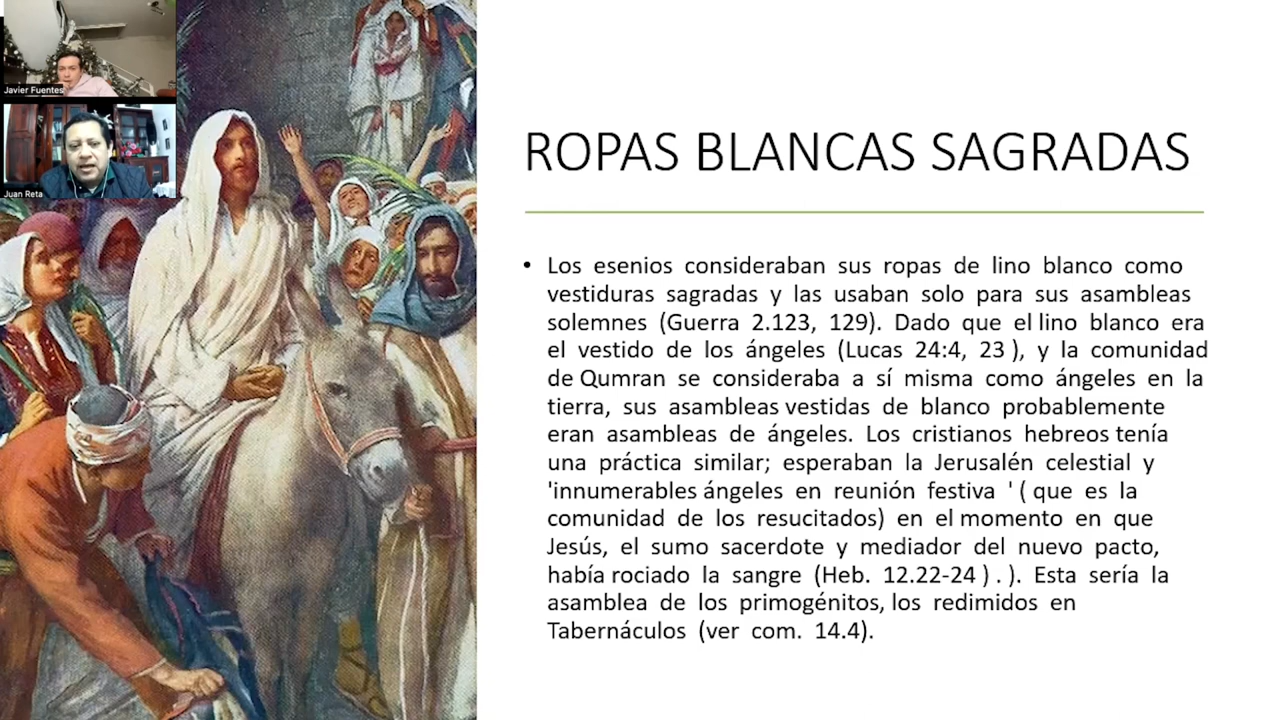 Javier Fuentes
Juan Reta
ROPAS BLANCAS SAGRADAS
• Los esenios consideraban sus ropas de lino blanco como
vestiduras sagradas y las usaban solo para sus asambleas
solemnes (Guerra 2.123, 129). Dado que el lino blanco era
el vestido de los ángeles (Lucas 24:4, 23 ), y la comunidad
de Qumran se consideraba a sí misma como ángeles en la
tierra, sus asambleas vestidas de blanco probablemente
eran asambleas de ángeles. Los cristianos hebreos tenía
una práctica similar; esperaban la Jerusalén celestial y
'innumerables ángeles en reunión festiva ' ( que es la
comunidad de los resucitados) en el momento en que
Jesús, el sumo sacerdote y mediador del nuevo pacto,
había rociado la sangre (Heb. 12.22-24 ) . ). Esta sería la
asamblea de los primogénitos, los redimidos en
Tabernáculos (ver com. 14.4).